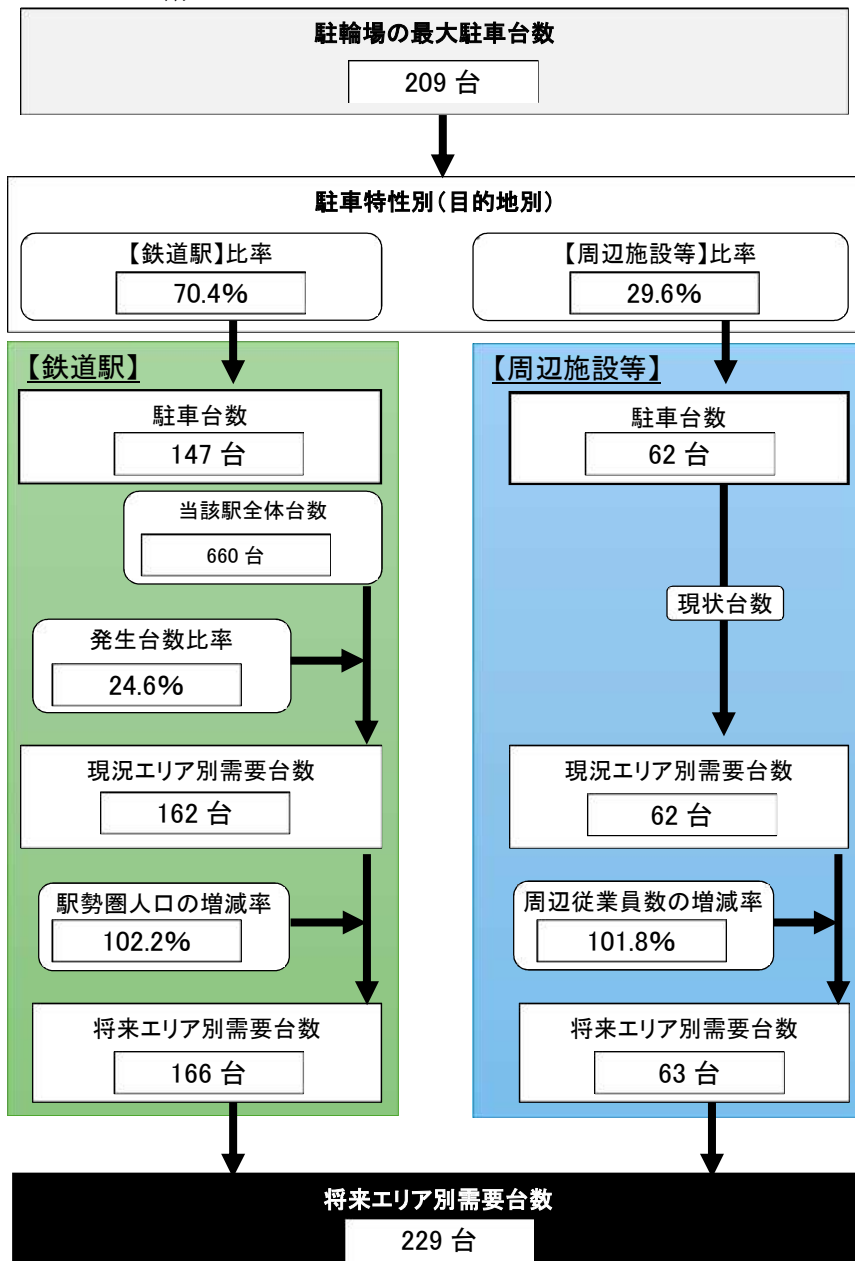 駐輪場の最大駐車台数
209 台
駐車特性別(目的地別)
【鉄道駅】比率
70.4%
【周辺施設等】比率
29.6%
【鉄道駅】
駐車台数
147 台
当該駅全体台数
660 台
発生台数比率
24.6%
現況エリア別需要台数
162 台
駅勢圏人口の増減率
102.2%
将来エリア別需要台数
166 台
【周辺施設等】
駐車台数
62 台
現状台数
現況エリア別需要台数
62 台
周辺従業員数の増減率
101.8%
将来エリア別需要台数
63 台
将来エリア別需要台数
229 台